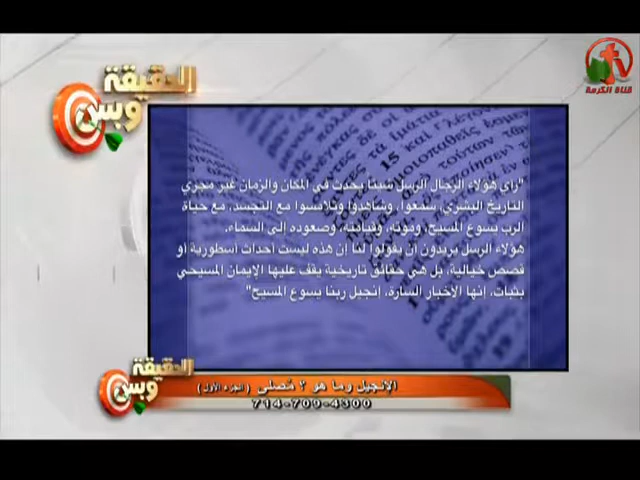 الحقيقة
وبس
قناة الكرمة
"رأى هؤلاء الرجال الرسل شيئاً يحدث في المكان والزمان غير مجرى
التاريخ البشري، سمعوا، وشاهدوا وتلامسوا مع التجسد، مع حياة
الرب يسوع المسيح، وموته، وقيامته، وصعوده إلى السماء.
هؤلاء الرسل يريدون أن يقولوا لنا إن هذه ليست أحداث أسطورية أو
قصص خيالية، بل هي حقائق تاريخية يقف عليها الإيمان المسيحي
بثبات، إنها الأخبار السارة، إنجيل ربنا يسوع المسيح"
الحقيقة
وبس
الإنجيل وما هو ؟ مُصلى (الجزء الأول)
714-709-4300